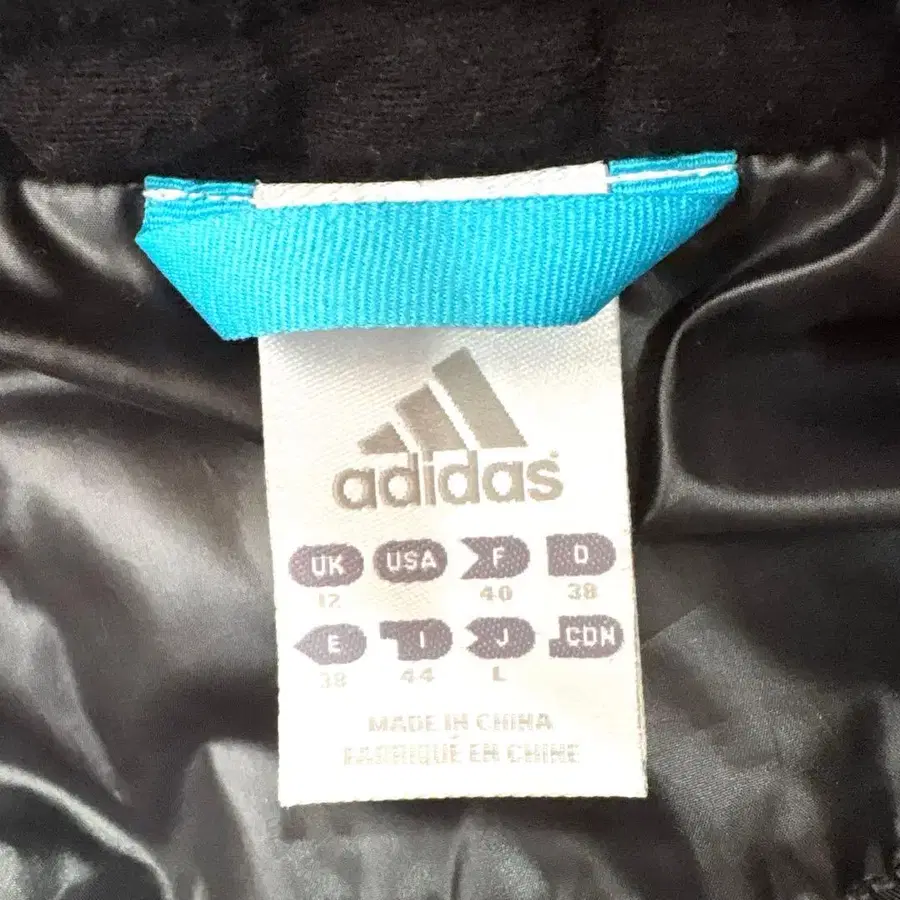 adidas
UK USA F D
12 40 38
E I J CDN
38 44 L
MADE IN CHINA
FABRIQUÉ EN CHINE